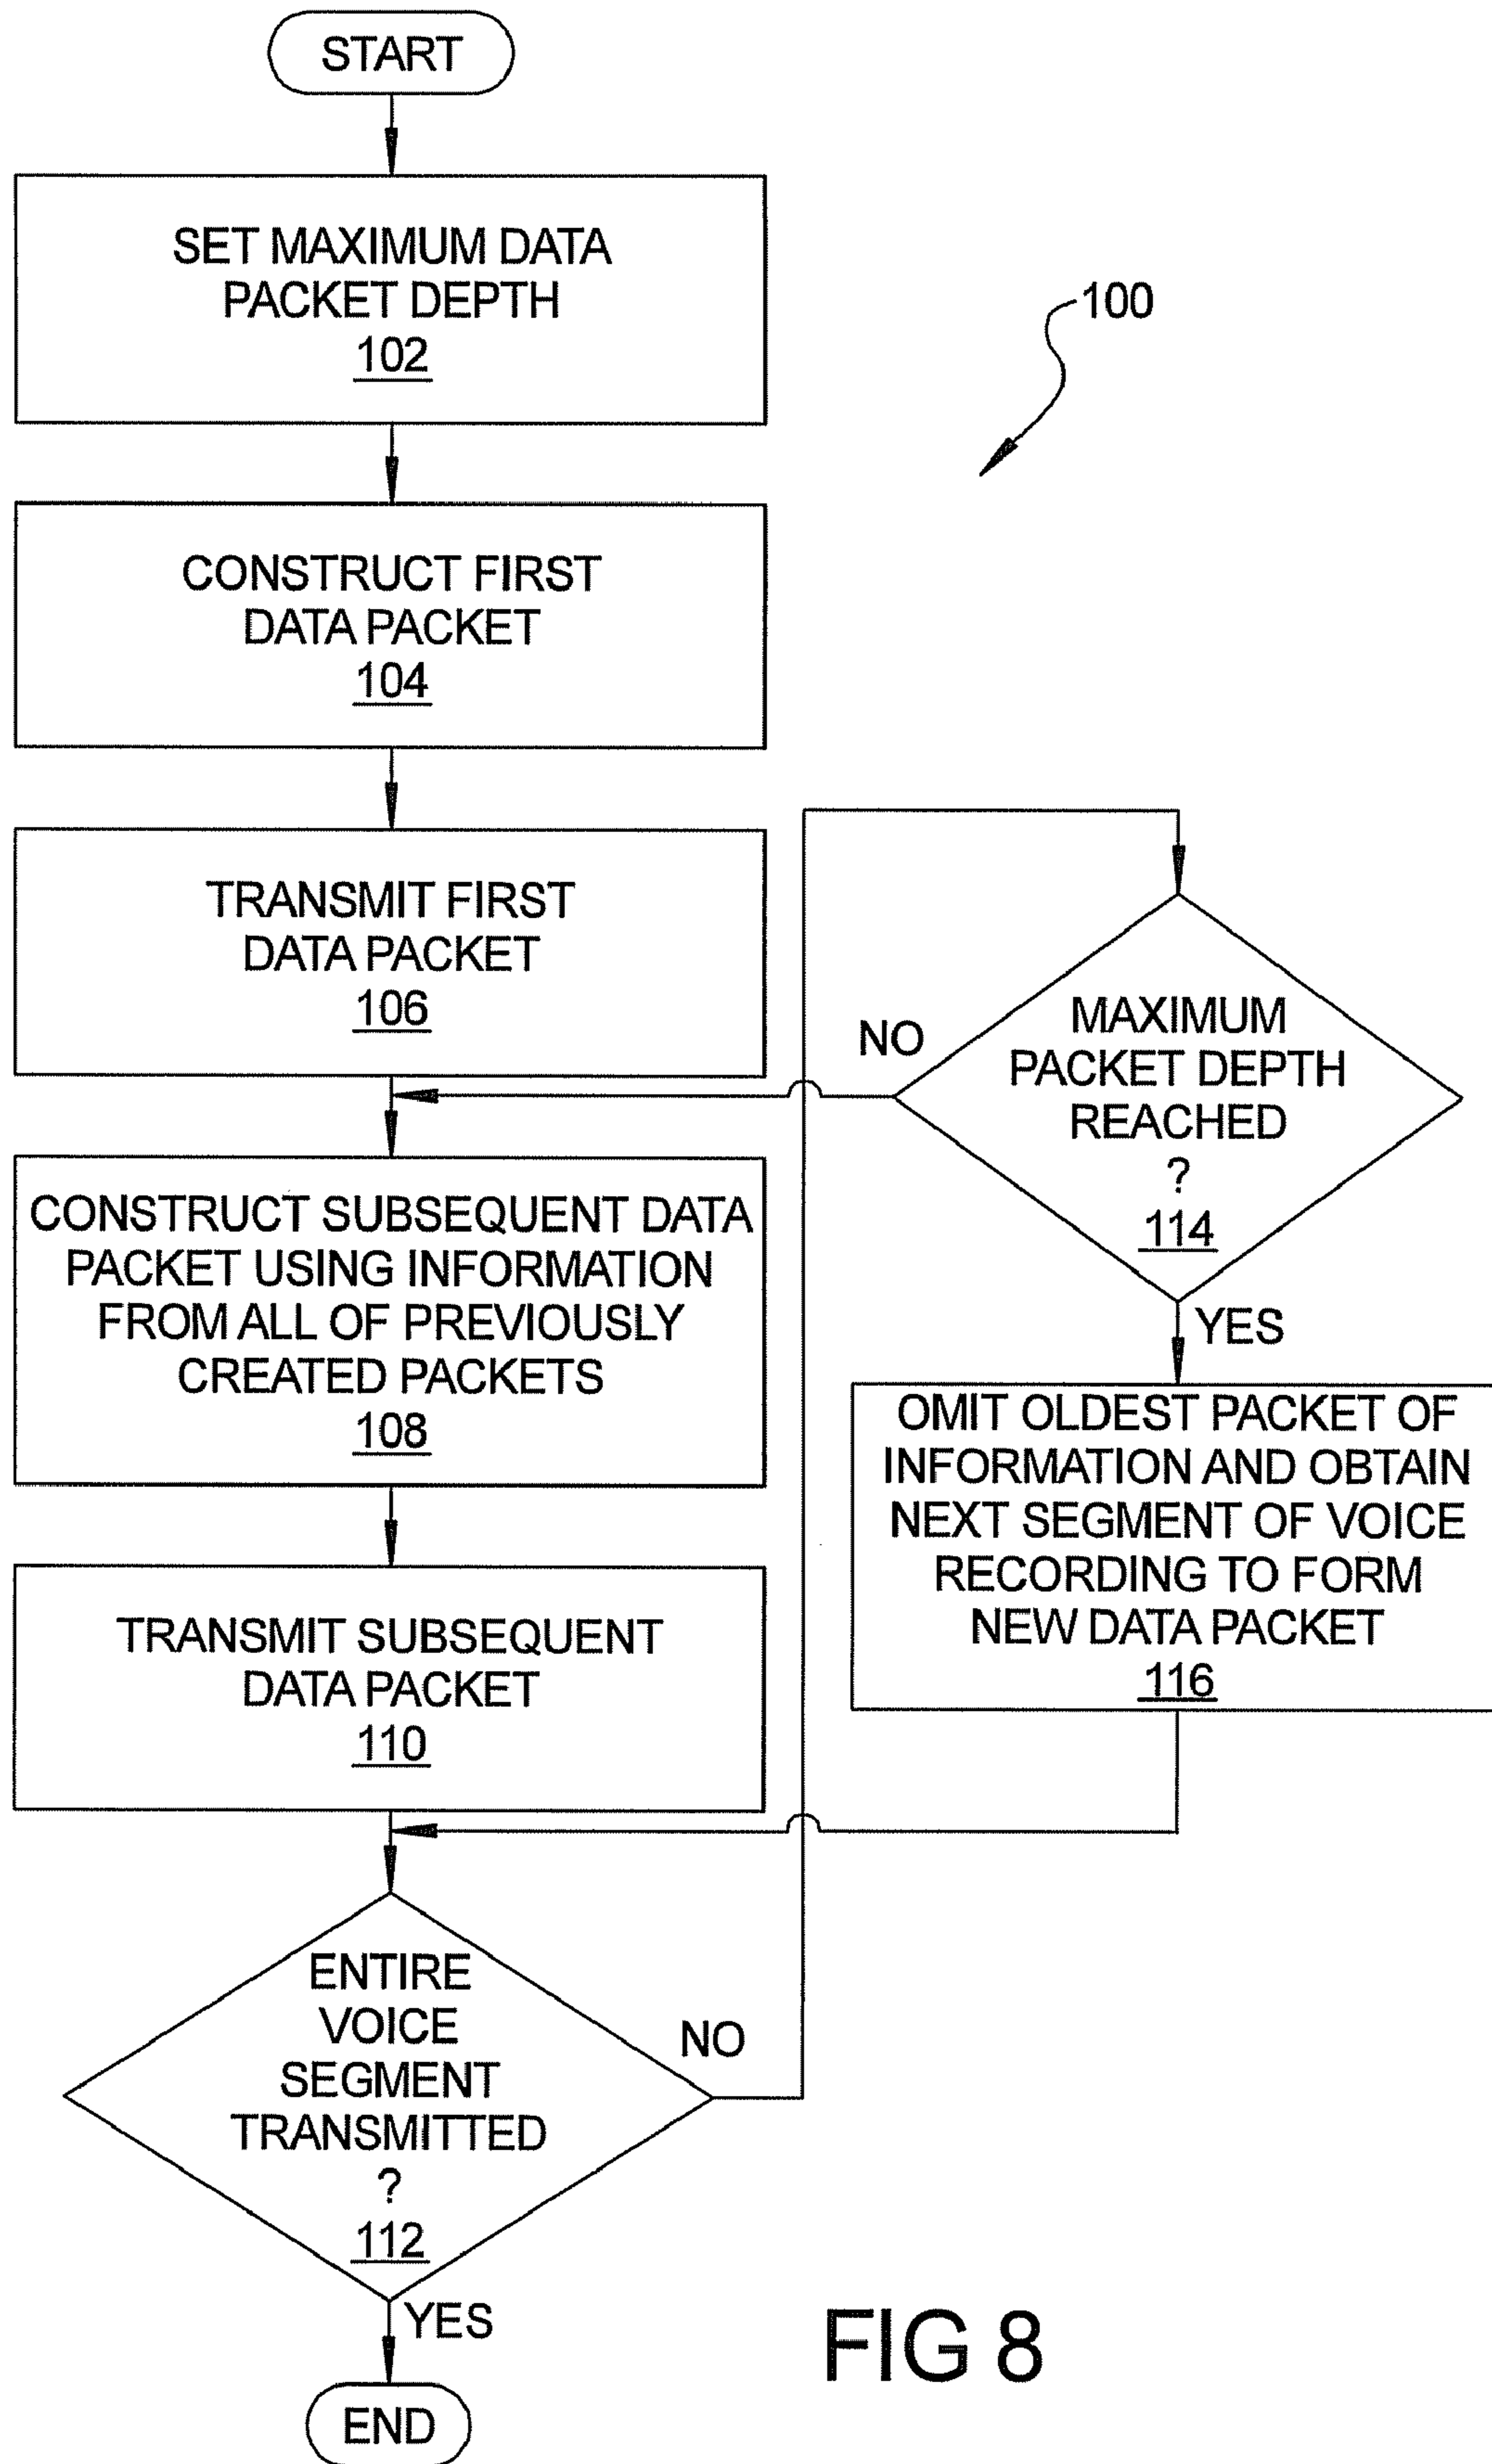 START
SET MAXIMUM DATA
PACKET DEPTH
102
100
CONSTRUCT FIRST
DATA PACKET
104
TRANSMIT FIRST
DATA PACKET
106
NO
MAXIMUM
PACKET DEPTH
REACHED
?
114
YES
CONSTRUCT SUBSEQUENT DATA
PACKET USING INFORMATION
FROM ALL OF PREVIOUSLY
CREATED PACKETS
108
OMIT OLDEST PACKET OF
INFORMATION AND OBTAIN
NEXT SEGMENT OF VOICE
RECORDING TO FORM
NEW DATA PACKET
116
TRANSMIT SUBSEQUENT
DATA PACKET
110
ENTIRE
VOICE
SEGMENT
TRANSMITTED
?
112
NO
YES
END
FIG 8